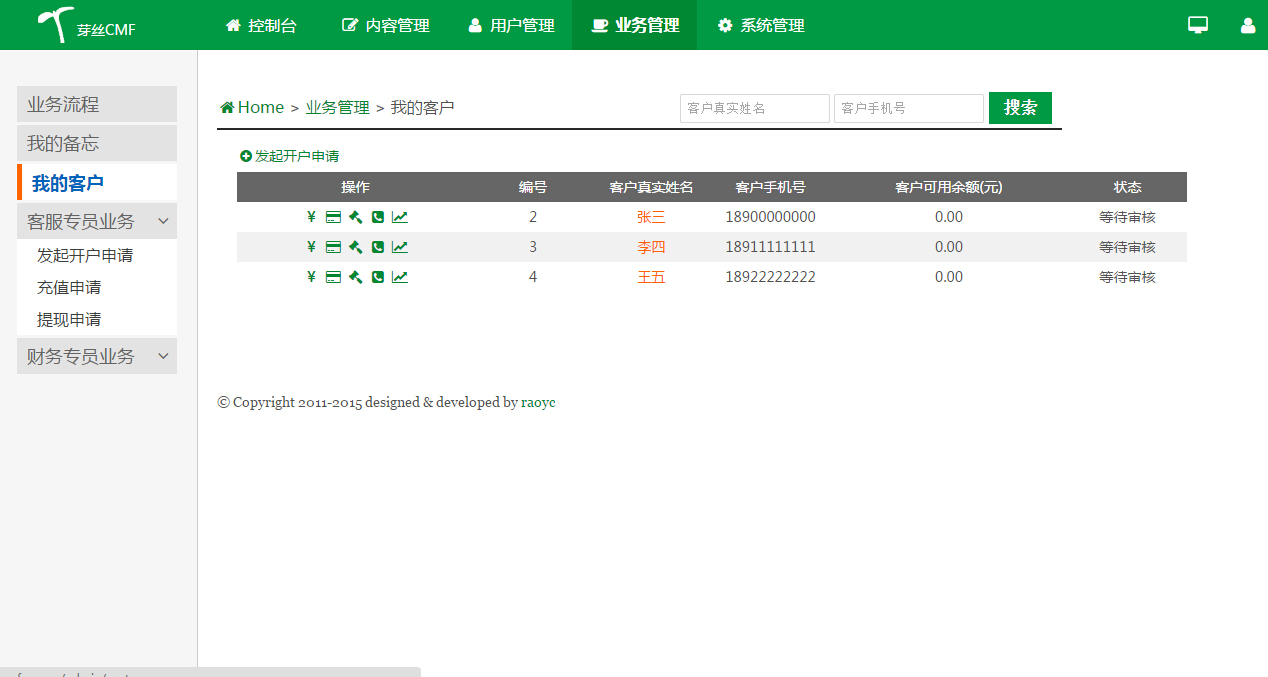 芽丝CMF 控制台 内容管理 用户管理 业务管理 系统管理
业务流程
我的备忘
我的客户
客服专员业务
发起开户申请
充值申请
提现申请
财务专员业务
Home > 业务管理 > 我的客户 客户真实姓名 客户手机号 搜索
发起开户申请
操作 编号 客户真实姓名 客户手机号 客户可用余额(元) 状态
¥ 2 张三 18900000000 0.00 等待审核
¥ 3 李四 18911111111 0.00 等待审核
¥ 4 王五 18922222222 0.00 等待审核
© Copyright 2011-2015 designed & developed by raoyc